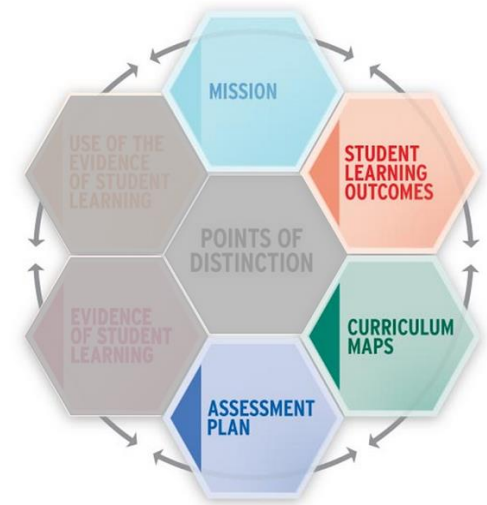 MISSION
STUDENT
LEARNING
OUTCOMES
CURRICULUM
MAPS
ASSESSMENT
PLAN
EVIDENCE
OF STUDENT
LEARNING
USE OF THE
EVIDENCE
OF STUDENT
LEARNING
POINTS OF
DISTINCTION